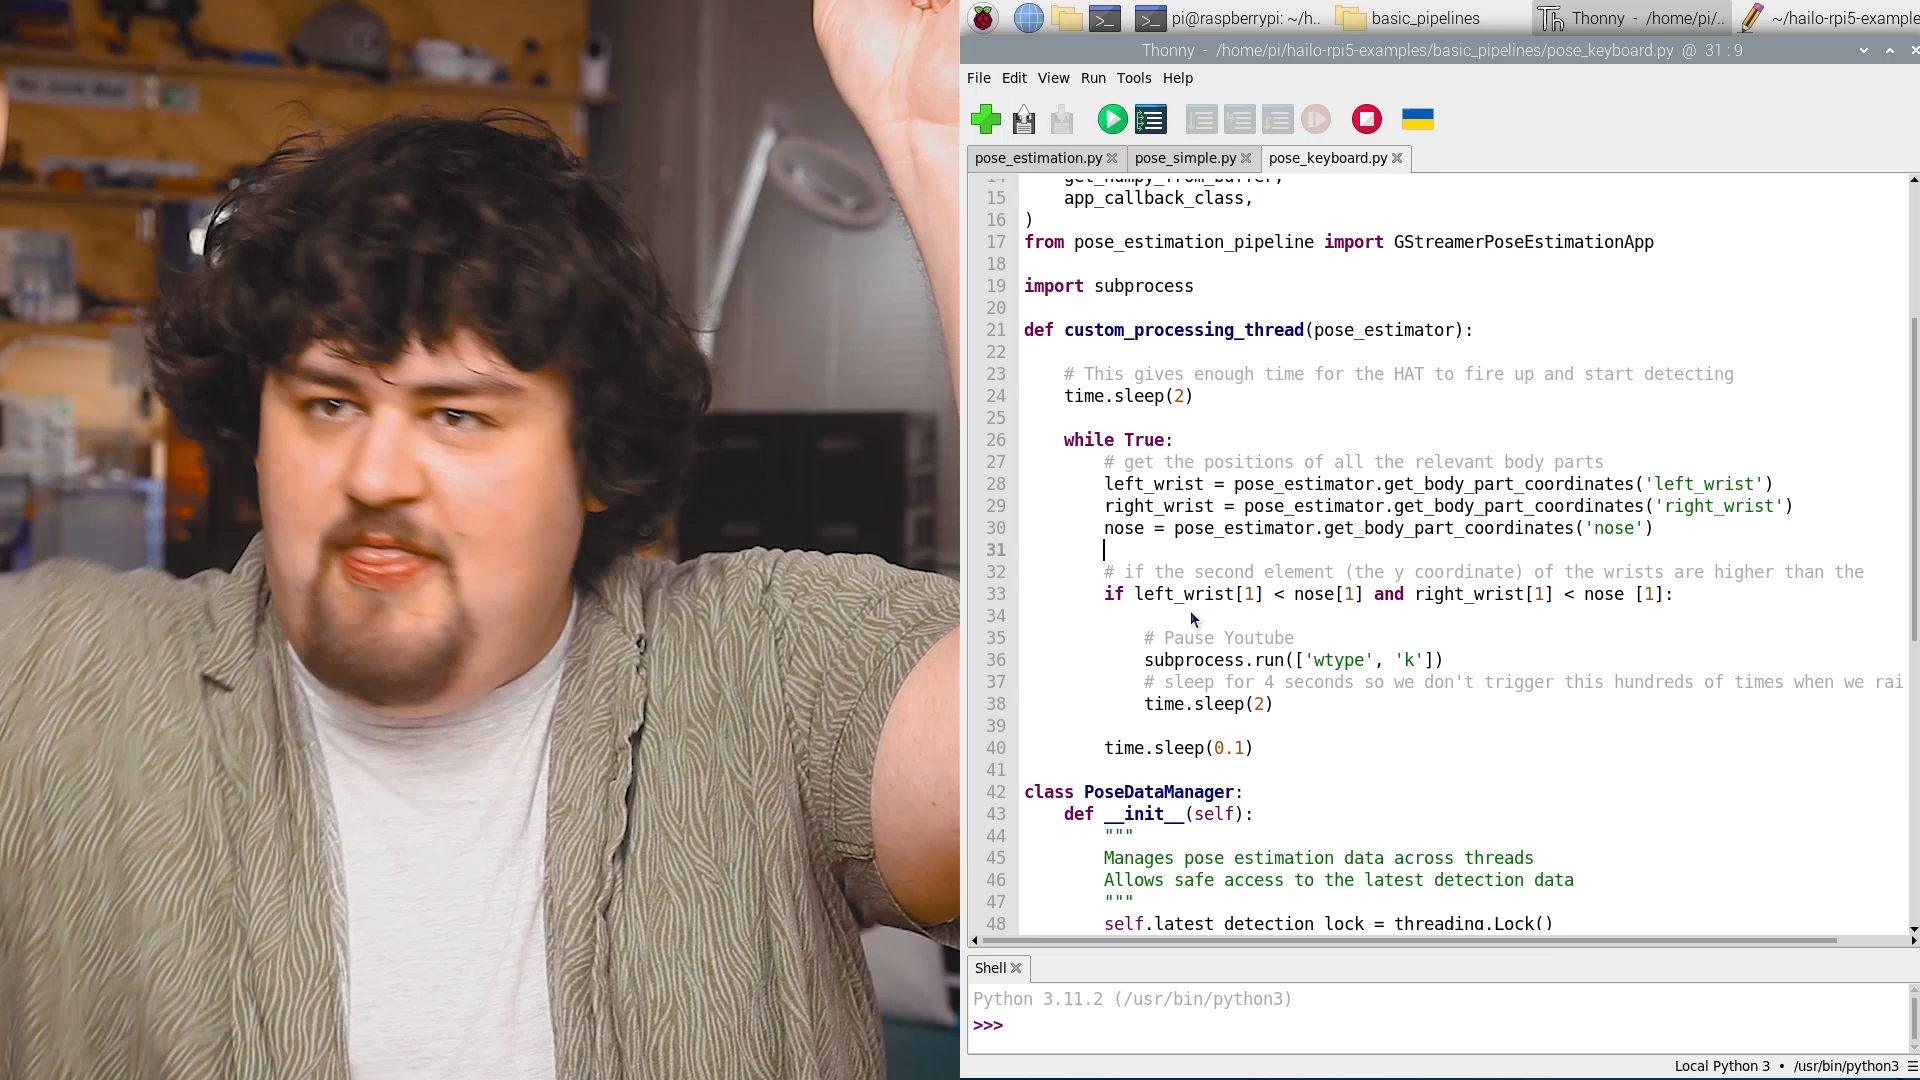 pi@raspberrypi: ~/h..
basic_pipelines
Thonny - /home/pi/..
~/hailo-rpi5-example
Thonny - /home/pi/hailo-rpi5-examples/basic_pipelines/pose_keyboard.py @ 31 : 9
File Edit View Run Tools Help
pose_estimation.py
pose_simple.py
pose_keyboard.py
14 get_numpy_from_buffer,
15 app_callback_class,
16 )
17 from pose_estimation_pipeline import GStreamerPoseEstimationApp
18
19 import subprocess
20
21 def custom_processing_thread(pose_estimator):
22
23 # This gives enough time for the HAT to fire up and start detecting
24 time.sleep(2)
25
26 while True:
27 # get the positions of all the relevant body parts
28 left_wrist = pose_estimator.get_body_part_coordinates('left_wrist')
29 right_wrist = pose_estimator.get_body_part_coordinates('right_wrist')
30 nose = pose_estimator.get_body_part_coordinates('nose')
31
32 # if the second element (the y coordinate) of the wrists are higher than the
33 if left_wrist[1] < nose[1] and right_wrist[1] < nose [1]:
34
35 # Pause Youtube
36 subprocess.run(['wtype', 'k'])
37 # sleep for 4 seconds so we don't trigger this hundreds of times when we rai
38 time.sleep(2)
39
40 time.sleep(0.1)
41
42 class PoseDataManager:
43 def __init__(self):
44 """
45 Manages pose estimation data across threads
46 Allows safe access to the latest detection data
47 """
48 self.latest_detection_lock = threading.Lock()
Shell
Python 3.11.2 (/usr/bin/python3)
>>>
Local Python 3 • /usr/bin/python3